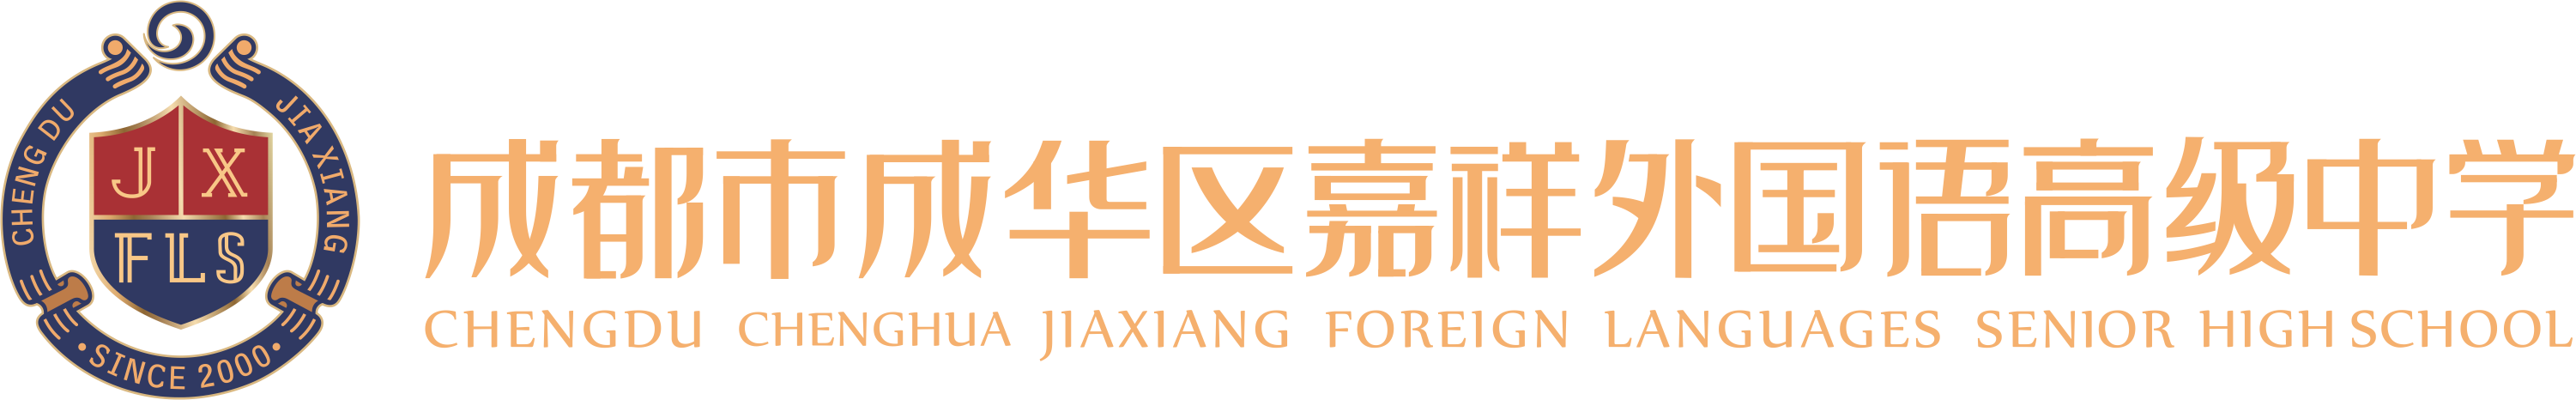 CHENG DU
JIA XIANG
J X
FLS
SINCE 2000
成都市成华区嘉祥外国语高级中学
CHENGDU CHENGHUA JIAXIANG FOREIGN LANGUAGES SENIOR HIGH SCHOOL